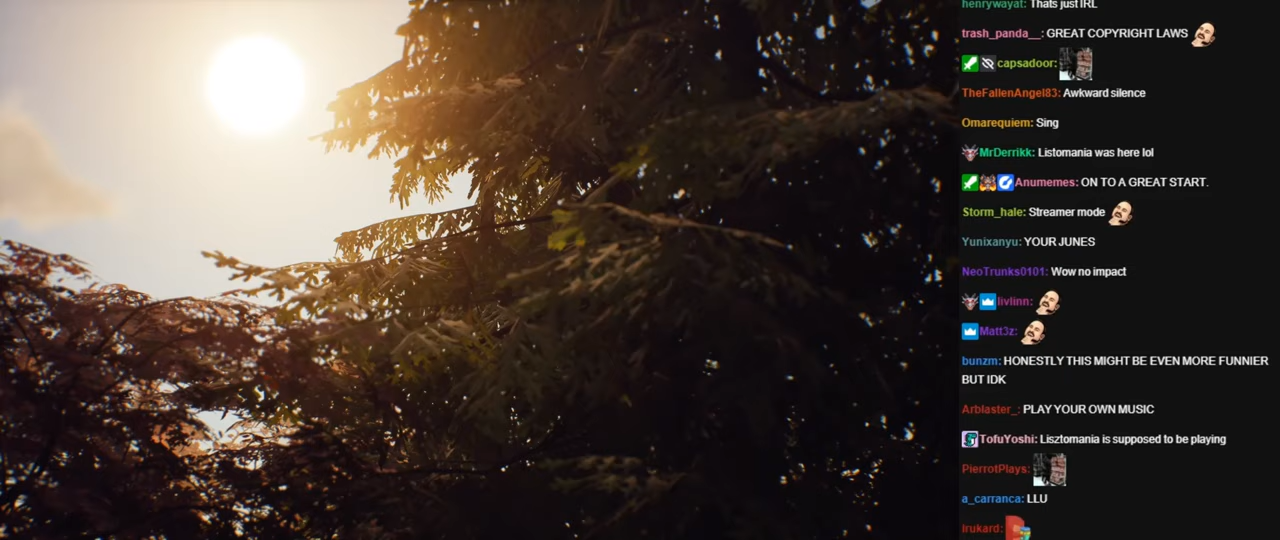 henrywayat: Thats just IRL
trash_panda__: GREAT COPYRIGHT LAWS
capsadoor:
TheFallenAngel83: Awkward silence
Omarequiem: Sing
MrDerrikk: Listomania was here lol
Anumemes: ON TO A GREAT START.
Storm_hale: Streamer mode
Yunixanyu: YOUR JUNES
NeoTrunks0101: Wow no impact
livlinn:
Matt3z:
bunzm: HONESTLY THIS MIGHT BE EVEN MORE FUNNIER
BUT IDK
Arblaster_: PLAY YOUR OWN MUSIC
TofuYoshi: Lisztomania is supposed to be playing
PierrotPlays:
a_carranca: LLU
Irukard: